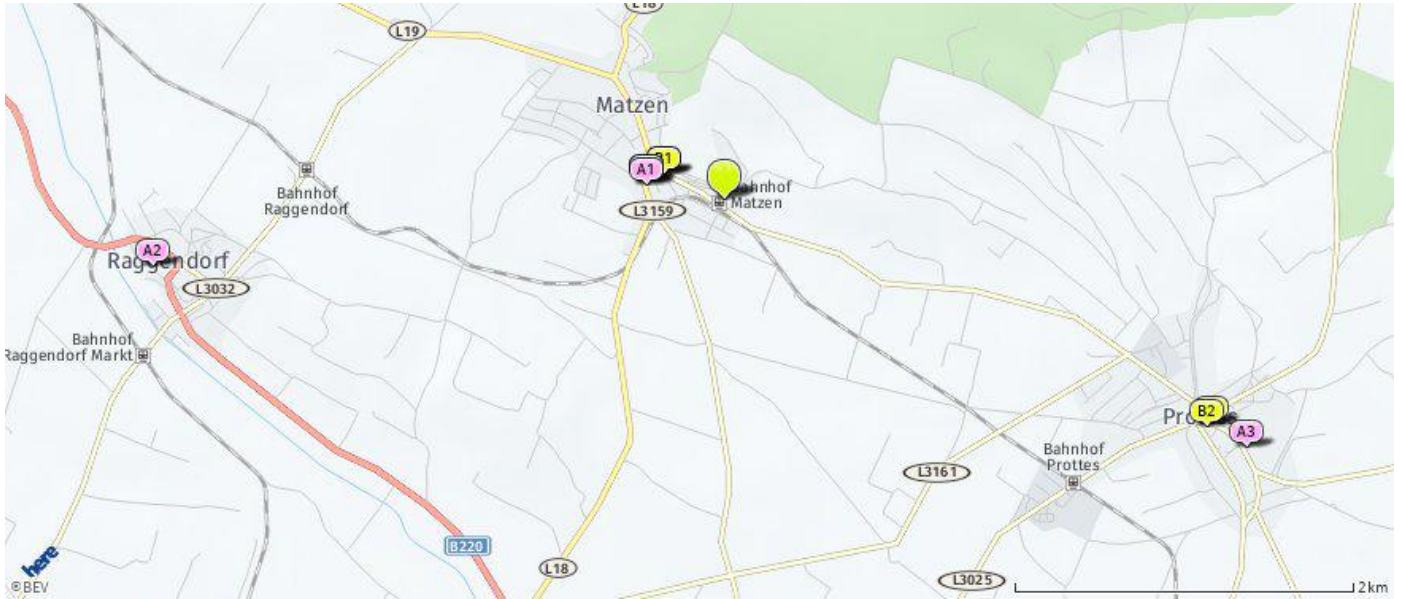 L18
L19
Matzen
B1
A1
Bahnhof
Raggendorf
Matzen
L3159
A2
Raggendorf
L3032
Bahnhof
Raggendorf Markt
B2
A3
Bahnhof
Prottes
L3161
B220
L18
L3025
2km
here
©BEV